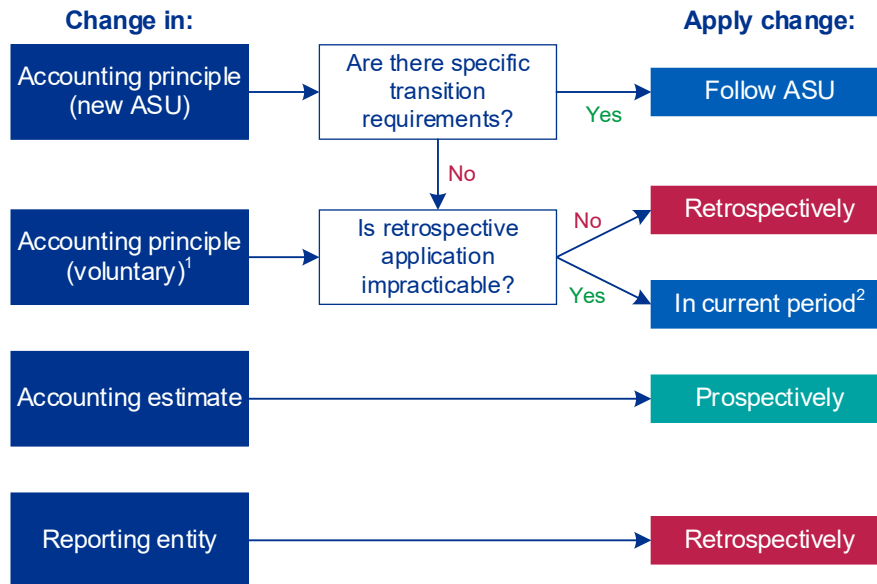 Change in:
Apply change:
Accounting principle
(new ASU)
Are there specific
transition
requirements?
Yes
Follow ASU
No
Accounting principle
(voluntary)1
Is retrospective
application
impracticable?
No
Retrospectively
Yes
In current period2
Accounting estimate
Prospectively
Reporting entity
Retrospectively